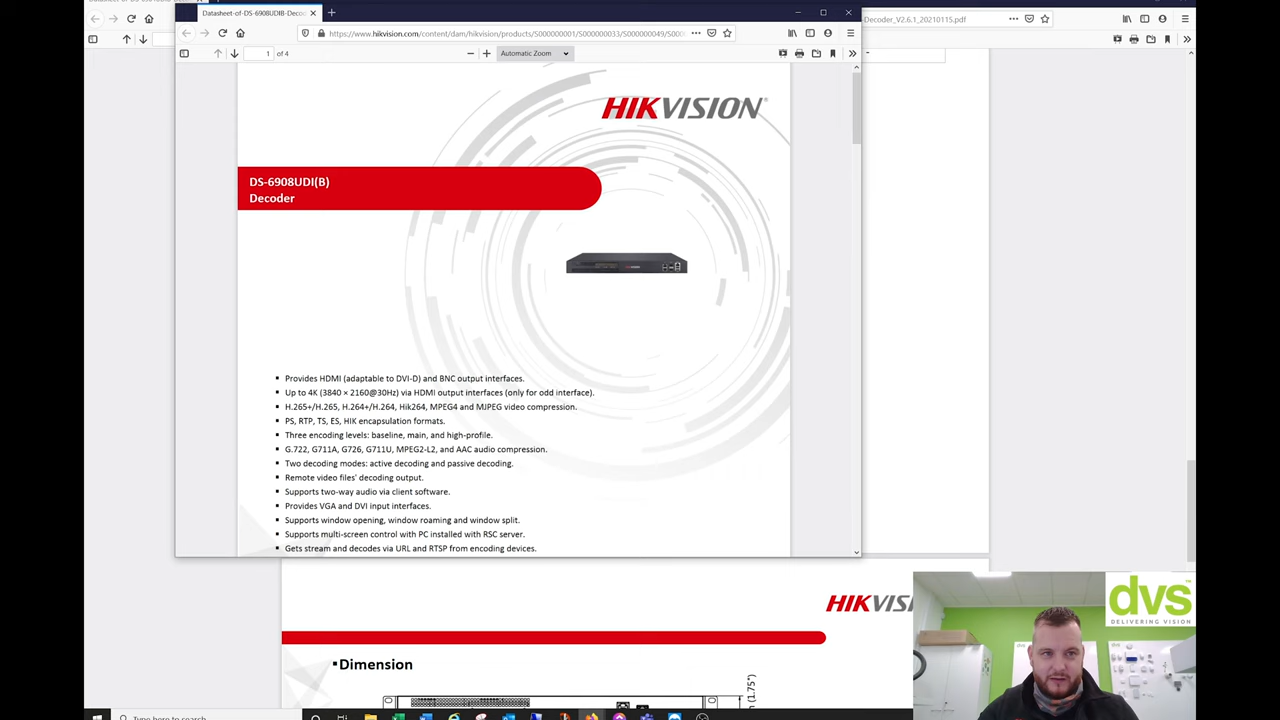 Datasheet-of-DS-6908UDIB-Decod
https://www.hikvision.com/content/dam/hikvision/products/S000000001/S000000033/S000000049/S000
Decoder_V2.6.1_20210115.pdf
1 of 4
Automatic Zoom
HIKVISION®
DS-6908UDI(B)
Decoder
▪ Provides HDMI (adaptable to DVI-D) and BNC output interfaces.
▪ Up to 4K (3840 × 2160@30Hz) via HDMI output interfaces (only for odd interface).
▪ H.265+/H.265, H.264+/H.264, Hik264, MPEG4 and MJPEG video compression.
▪ PS, RTP, TS, ES, HIK encapsulation formats.
▪ Three encoding levels: baseline, main, and high-profile.
▪ G.722, G711A, G726, G711U, MPEG2-L2, and AAC audio compression.
▪ Two decoding modes: active decoding and passive decoding.
▪ Remote video files' decoding output.
▪ Supports two-way audio via client software.
▪ Provides VGA and DVI input interfaces.
▪ Supports window opening, window roaming and window split.
▪ Supports multi-screen control with PC installed with RSC server.
▪ Gets stream and decodes via URL and RTSP from encoding devices.
HIKVIS
▪Dimension
(1.75")
dvs™
DELIVERING VISION
Type here to search